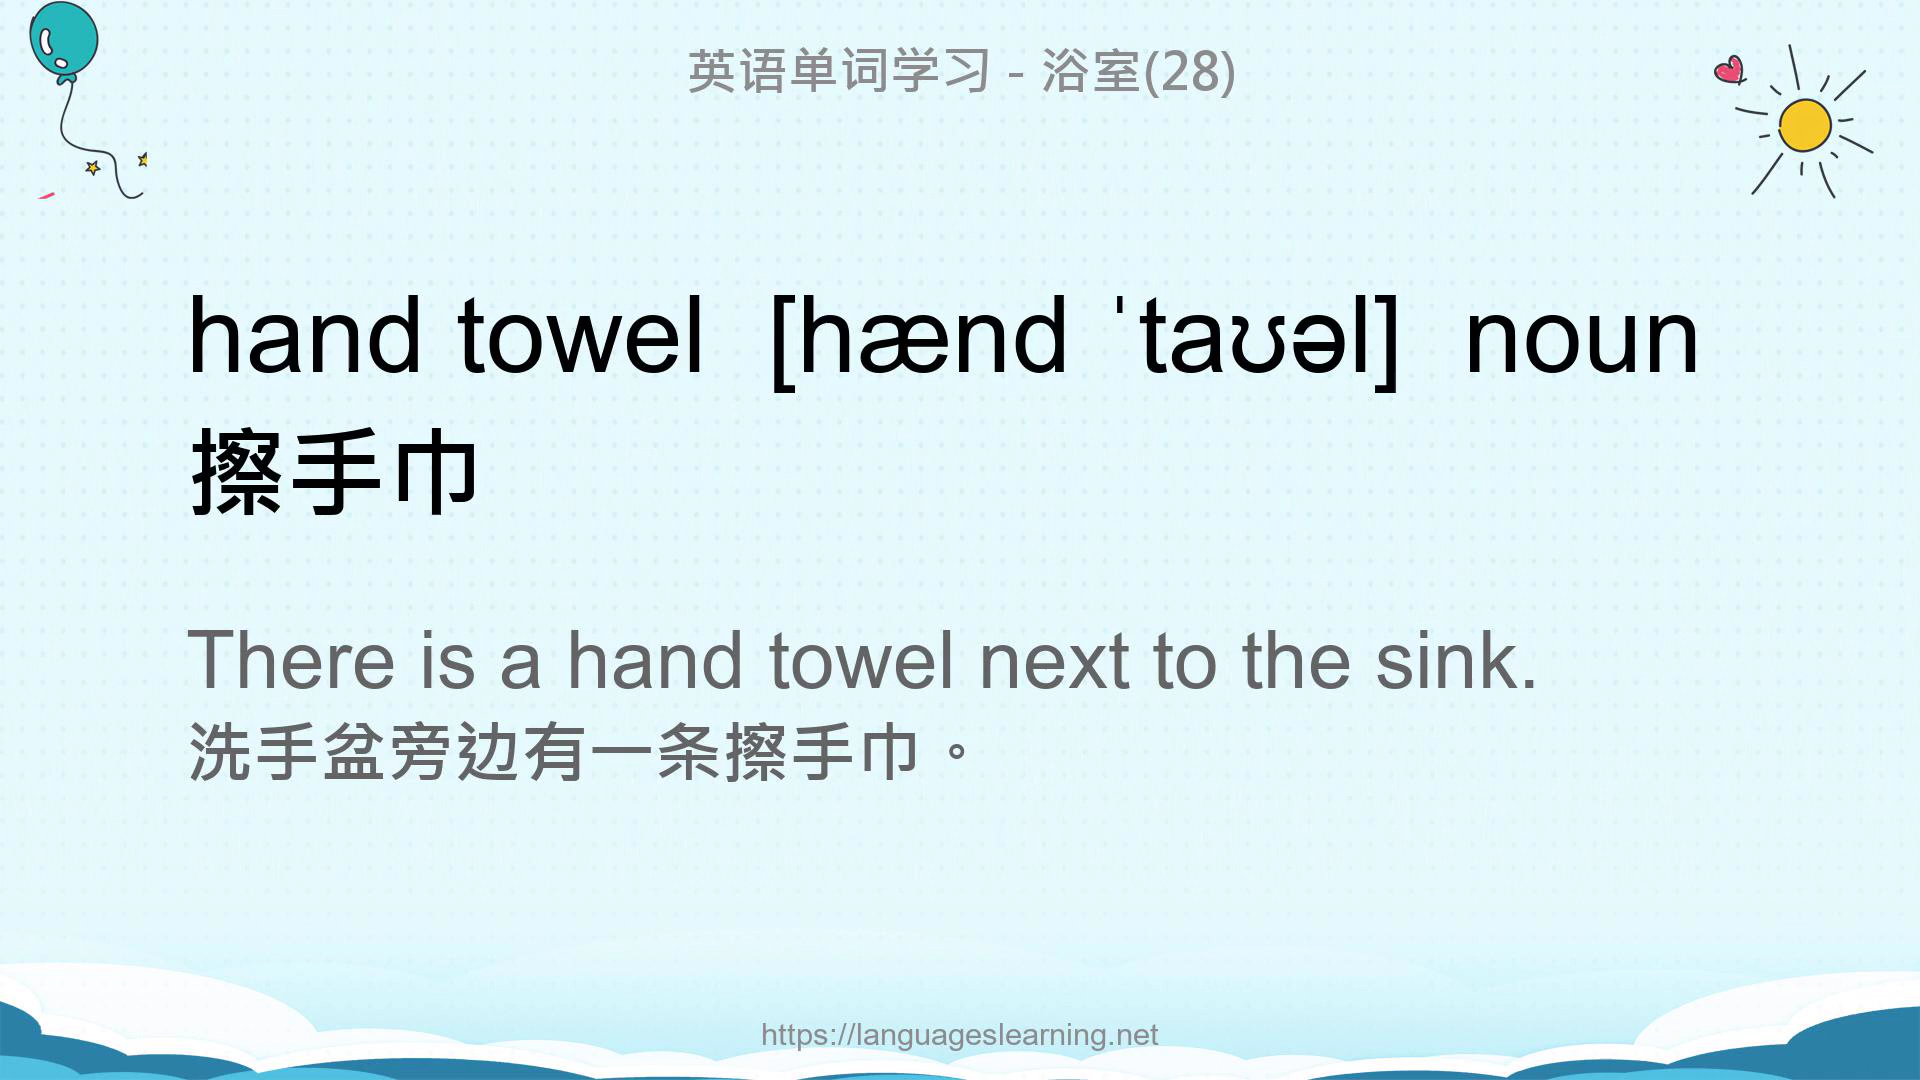 英语单词学习 - 浴室(28)
hand towel [hænd ˈtaʊəl] noun
擦手巾
There is a hand towel next to the sink.
洗手盆旁边有一条擦手巾。
https://languageslearning.net